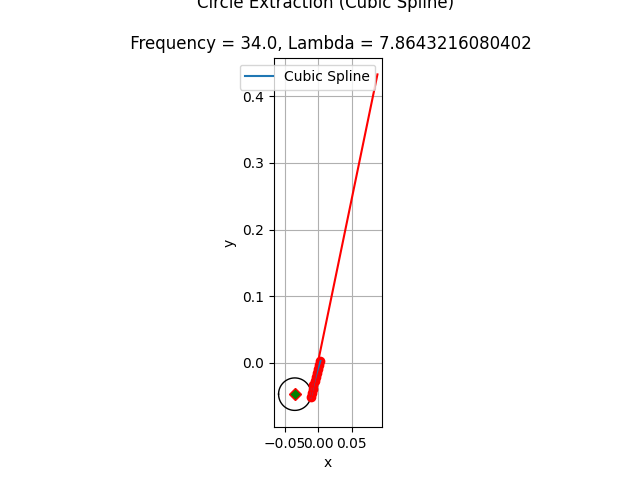 Circle Extraction (Cubic Spline)
Frequency = 34.0, Lambda = 7.8643216080402
Cubic Spline
0.4
0.3
0.2
0.1
0.0
y
−0.05 0.00 0.05
x